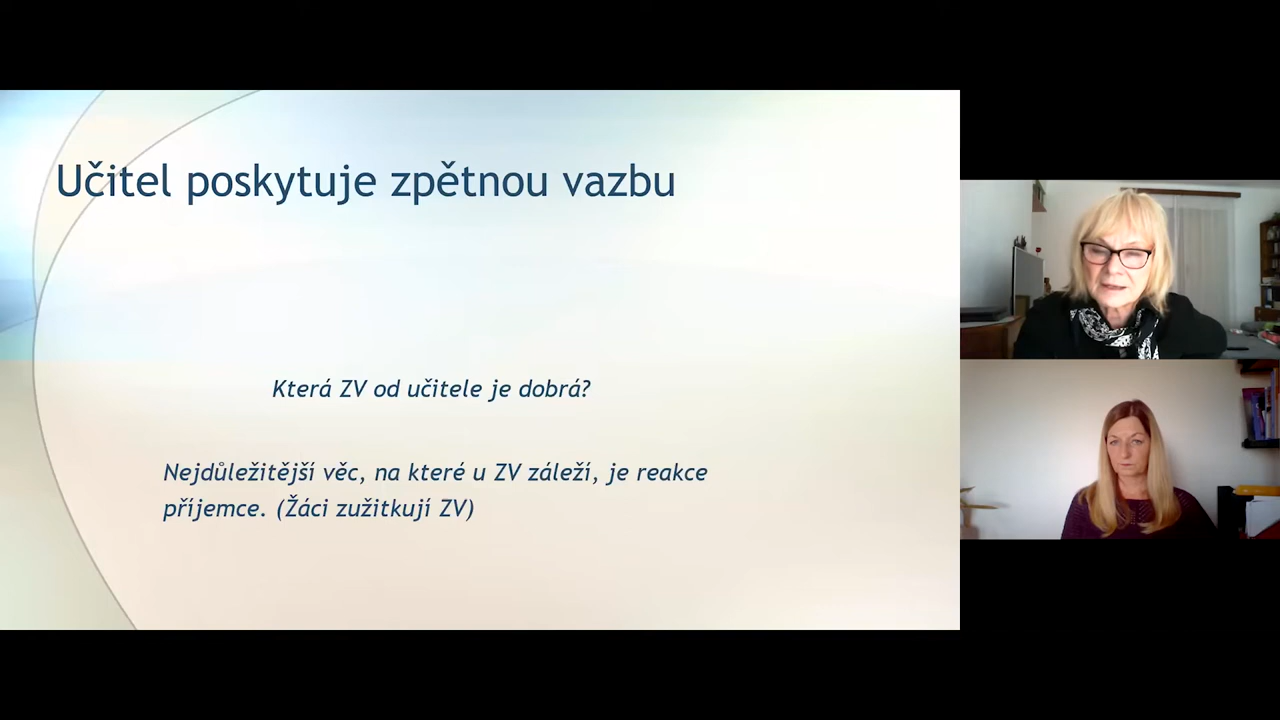 Učitel poskytuje zpětnou vazbu
Která ZV od učitele je dobrá?
Nejdůležitější věc, na které u ZV záleží, je reakce
příjemce. (Žáci zužitkují ZV)